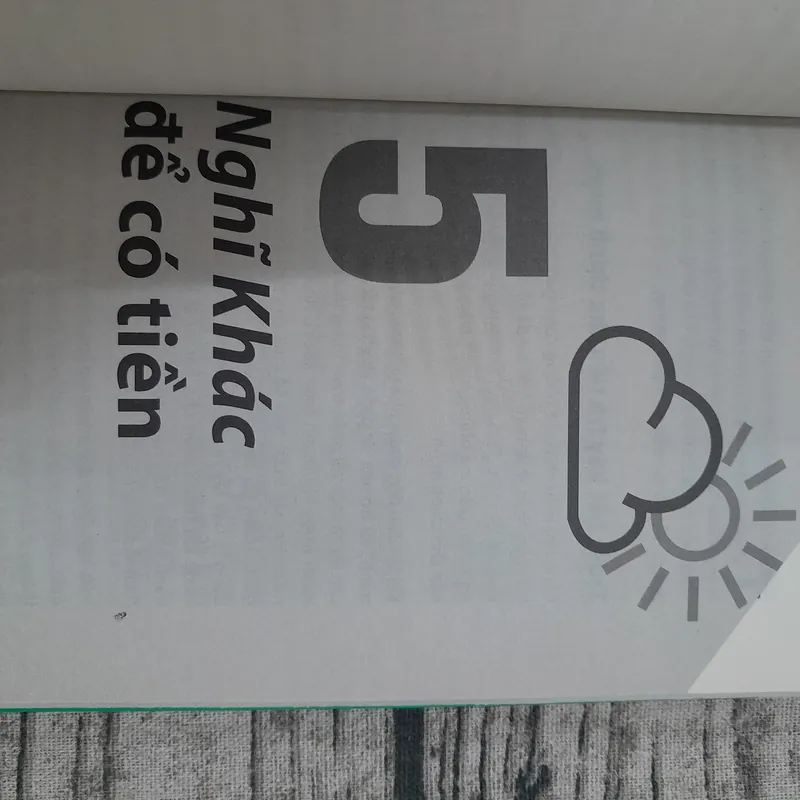 5
Nghĩ Khác
để có tiền